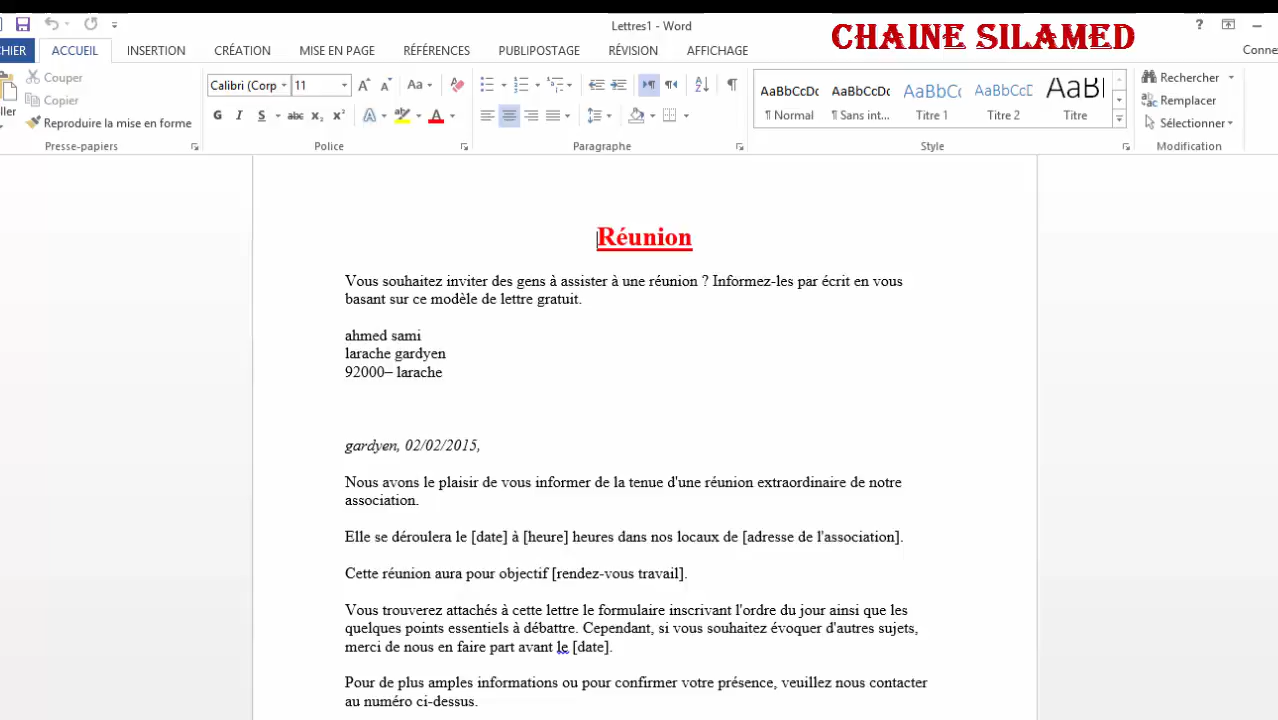 Lettres1 - Word
CHAINE SILAMED
?
HIER ACCUEIL INSERTION CRÉATION MISE EN PAGE RÉFÉRENCES PUBLIPOSTAGE RÉVISION AFFICHAGE Conne
Couper
Copier
ller
Reproduire la mise en forme
Presse-papiers
Calibri (Corp 11
Aa
G I S abc x₂ x²
Police
Paragraphe
AaBbCcDc AaBbCcDc AaBbCc AaBbCcD AaBl
¶ Normal ¶ Sans int... Titre 1 Titre 2 Titre
Style
Rechercher
Remplacer
Sélectionner
Modification
Réunion
Vous souhaitez inviter des gens à assister à une réunion ? Informez-les par écrit en vous
basant sur ce modèle de lettre gratuit.
ahmed sami
larache gardyen
92000– larache
gardyen, 02/02/2015,
Nous avons le plaisir de vous informer de la tenue d'une réunion extraordinaire de notre
association.
Elle se déroulera le [date] à [heure] heures dans nos locaux de [adresse de l'association].
Cette réunion aura pour objectif [rendez-vous travail].
Vous trouverez attachés à cette lettre le formulaire inscrivant l'ordre du jour ainsi que les
quelques points essentiels à débattre. Cependant, si vous souhaitez évoquer d'autres sujets,
merci de nous en faire part avant le [date].
Pour de plus amples informations ou pour confirmer votre présence, veuillez nous contacter
au numéro ci-dessus.